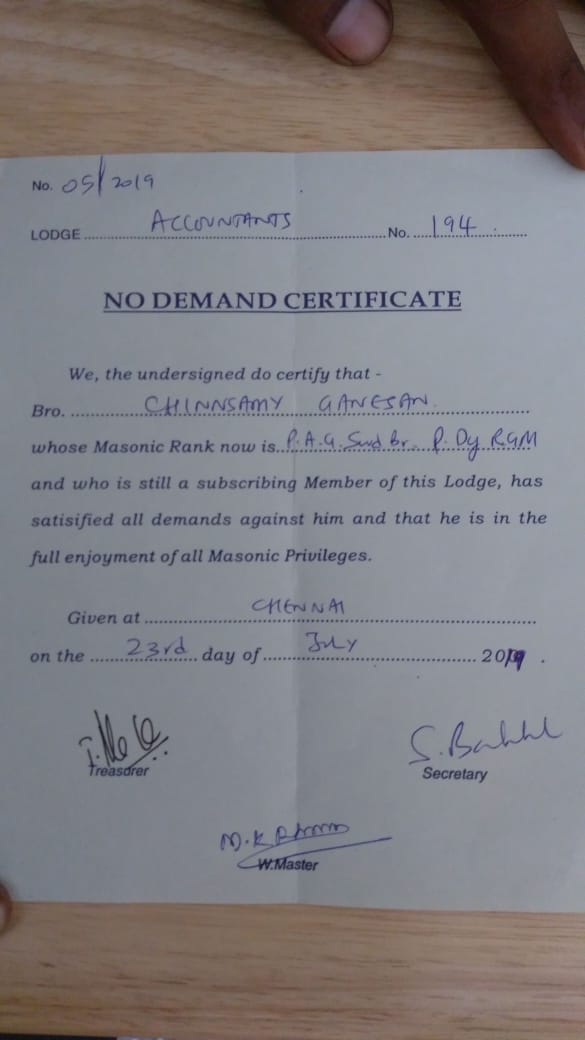 No. 05/2019
LODGE ACCOUNTANTS No. 194
NO DEMAND CERTIFICATE
We, the undersigned do certify that -
Bro. CHINNSAMY GANESAN.
whose Masonic Rank now is P.A.G. Swd Br. P. Dy RGM
and who is still a subscribing Member of this Lodge, has
satisified all demands against him and that he is in the
full enjoyment of all Masonic Privileges.
Given at CHENNAI
on the 23rd day of July 2019.
Treasurer
Secretary
W.Master